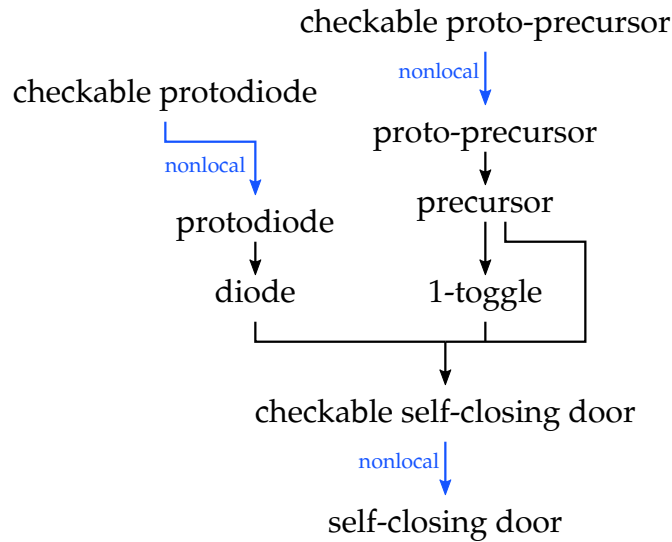 checkable proto-precursor
nonlocal
checkable protodiode
proto-precursor
nonlocal
precursor
protodiode
diode
1-toggle
checkable self-closing door
nonlocal
self-closing door